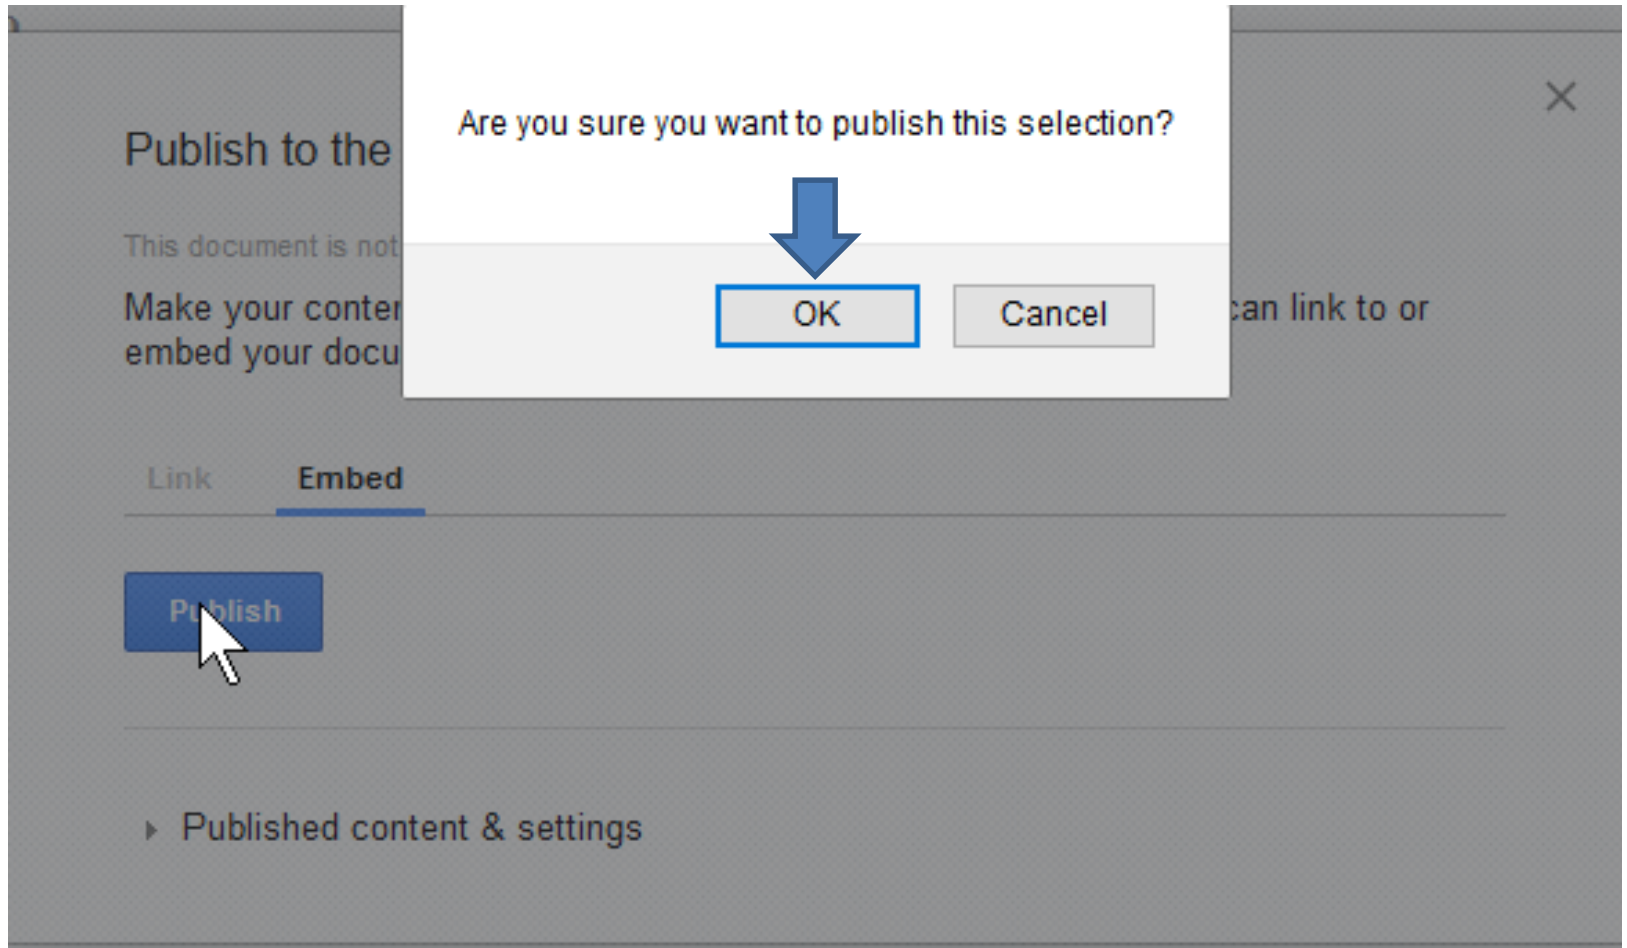 Are you sure you want to publish this selection?
OK
Cancel
Publish to the
This document is not
Make your conten
can link to or
embed your docu
Link
Embed
Publish
Published content & settings